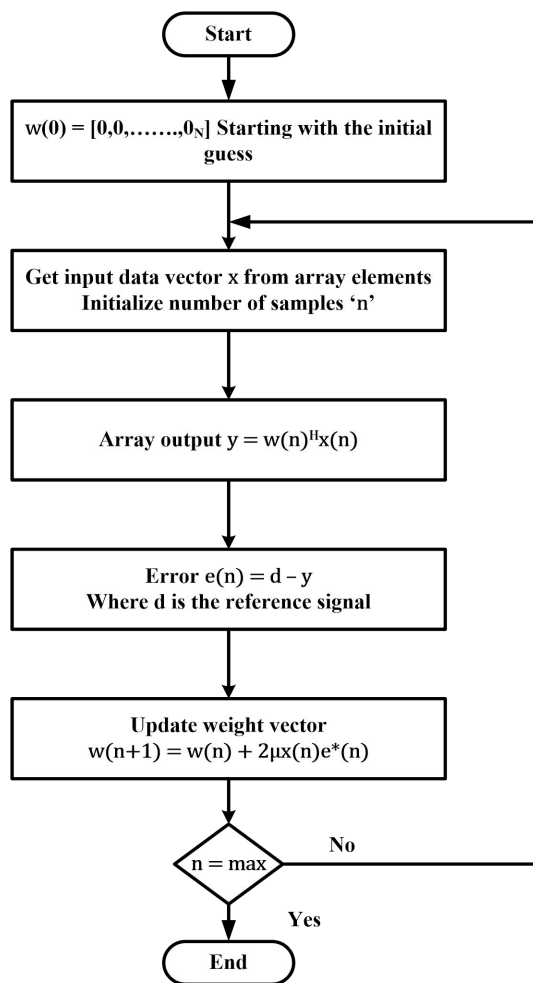 Start
w(0) = [0,0,…….,0ₙ] Starting with the initial
guess
Get input data vector x from array elements
Initialize number of samples ‘n’
Array output y = w(n)ᴴx(n)
Error e(n) = d – y
Where d is the reference signal
Update weight vector
w(n+1) = w(n) + 2μx(n)e*(n)
n = max
No
Yes
End